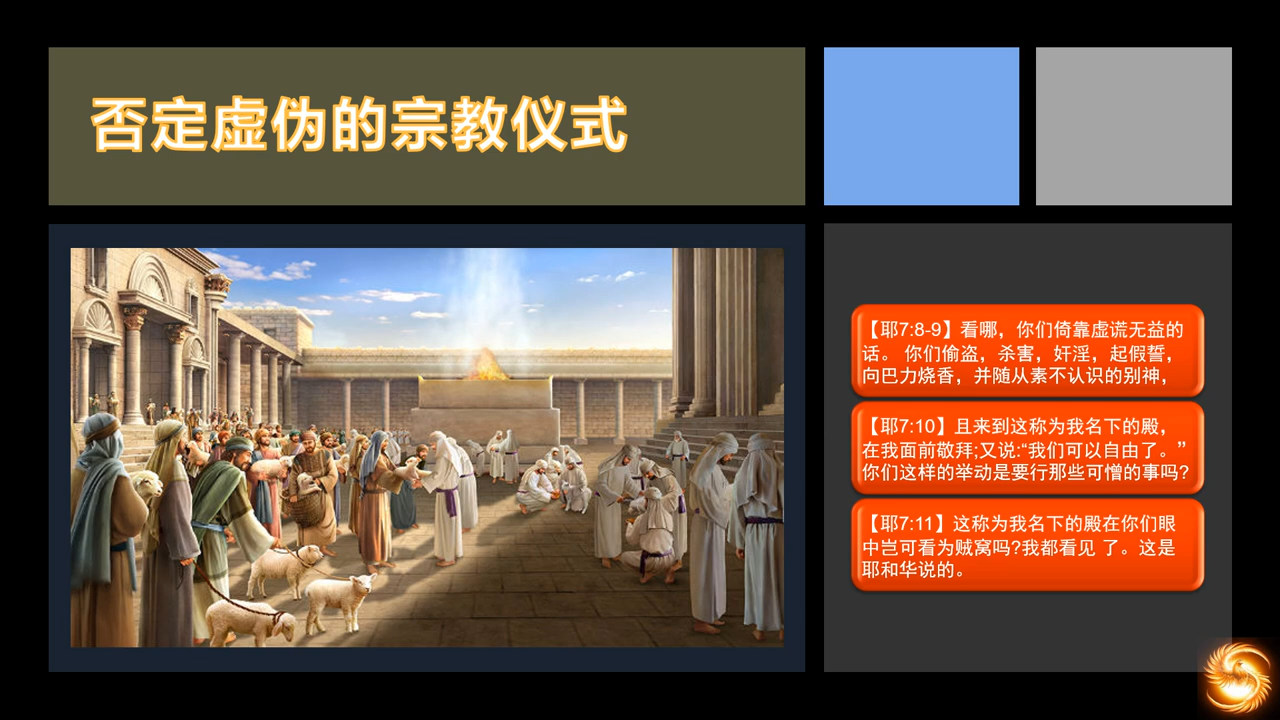 否定虚伪的宗教仪式
【耶7:8-9】看哪，你们倚靠虚谎无益的
话。 你们偷盗，杀害，奸淫，起假誓，
向巴力烧香，并随从素不认识的别神，
【耶7:10】且来到这称为我名下的殿，
在我面前敬拜;又说:“我们可以自由了。”
你们这样的举动是要行那些可憎的事吗?
【耶7:11】这称为我名下的殿在你们眼
中岂可看为贼窝吗?我都看见 了。这是
耶和华说的。